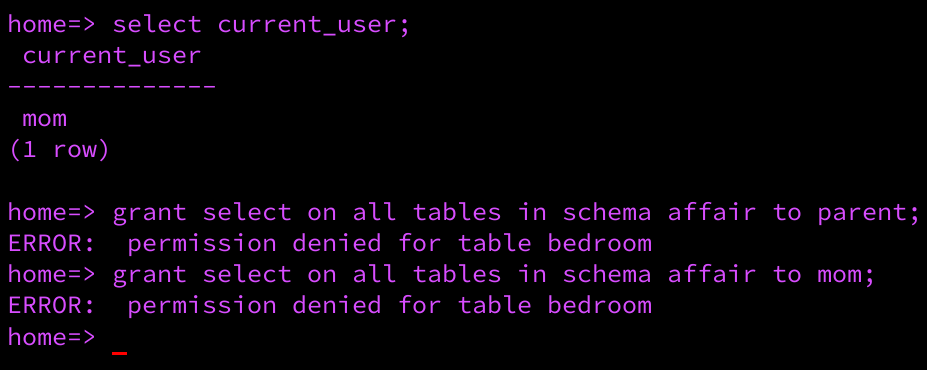 home=> select current_user;
 current_user
--------------
 mom
(1 row)

home=> grant select on all tables in schema affair to parent;
ERROR:  permission denied for table bedroom
home=> grant select on all tables in schema affair to mom;
ERROR:  permission denied for table bedroom
home=> _